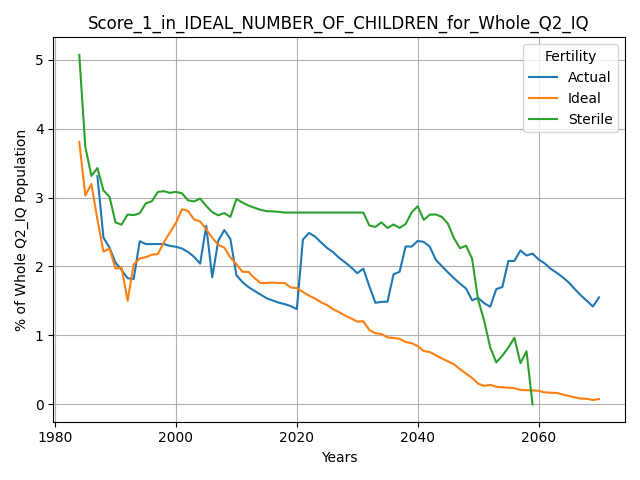 Score_1_in_IDEAL_NUMBER_OF_CHILDREN_for_Whole_Q2_IQ
Fertility
Actual
Ideal
Sterile
% of Whole Q2_IQ Population
5
4
3
2
1
0
1980
2000
2020
2040
2060
Years